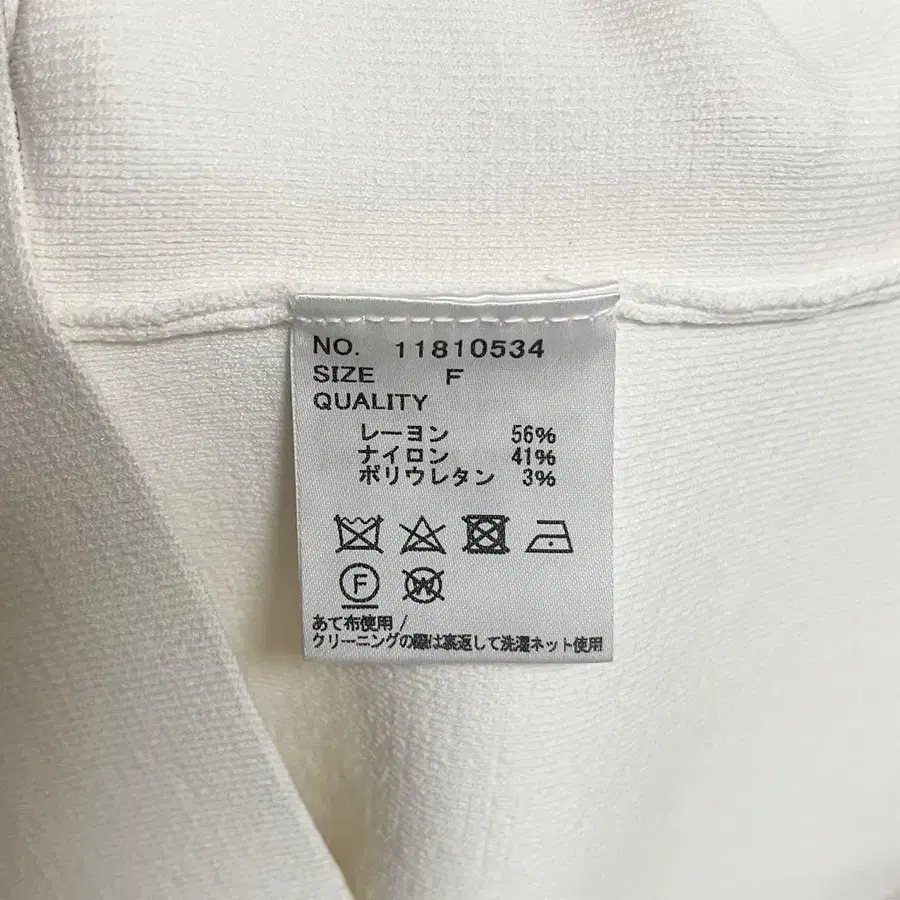 NO. 11810534
SIZE F
QUALITY
レーヨン 56%
ナイロン 41%
ポリウレタン 3%
F
W
あて布使用 /
クリーニングの際は裏返して洗濯ネット使用